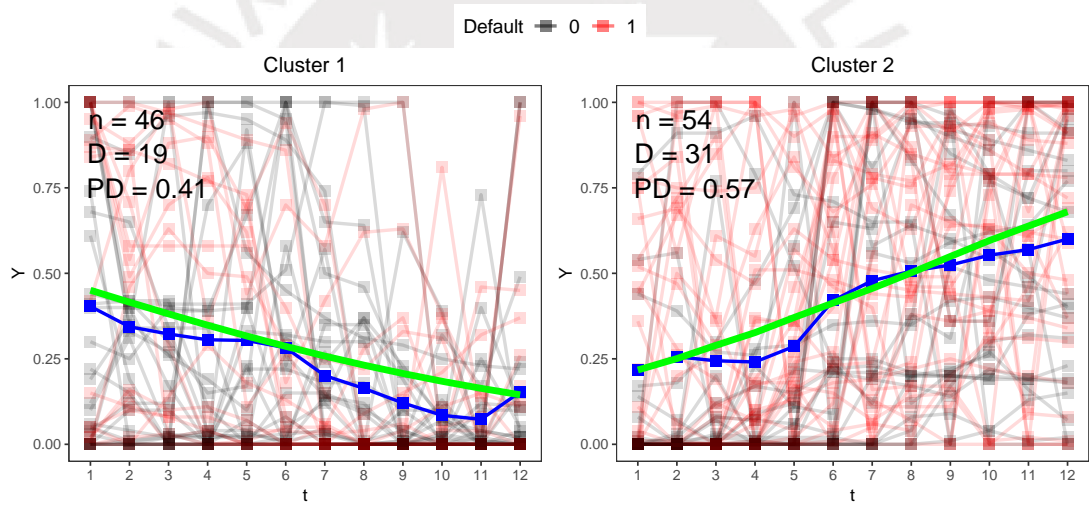 Default 0 1
Cluster 1
n = 46
D = 19
PD = 0.41
1.00
0.75
0.50
0.25
0.00
Y
1 2 3 4 5 6 7 8 9 10 11 12
t
Cluster 2
n = 54
D = 31
PD = 0.57
1.00
0.75
0.50
0.25
0.00
Y
1 2 3 4 5 6 7 8 9 10 11 12
t